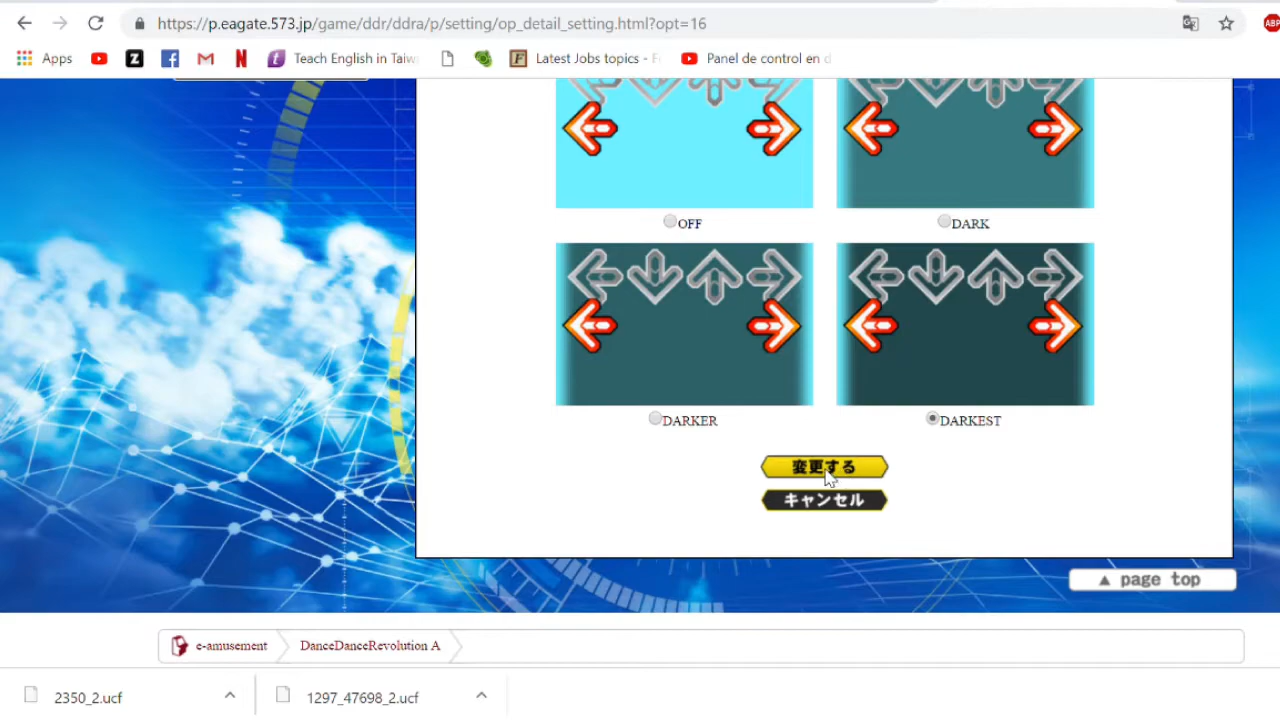 https://p.eagate.573.jp/game/ddr/ddra/p/setting/op_detail_setting.html?opt=16
ABP
Apps
Teach English in Taiw
Latest Jobs topics - F
Panel de control en d
OFF
DARK
DARKER
DARKEST
変更する
キャンセル
▲ page top
e-amusement
DanceDanceRevolution A
2350_2.ucf
1297_47698_2.ucf